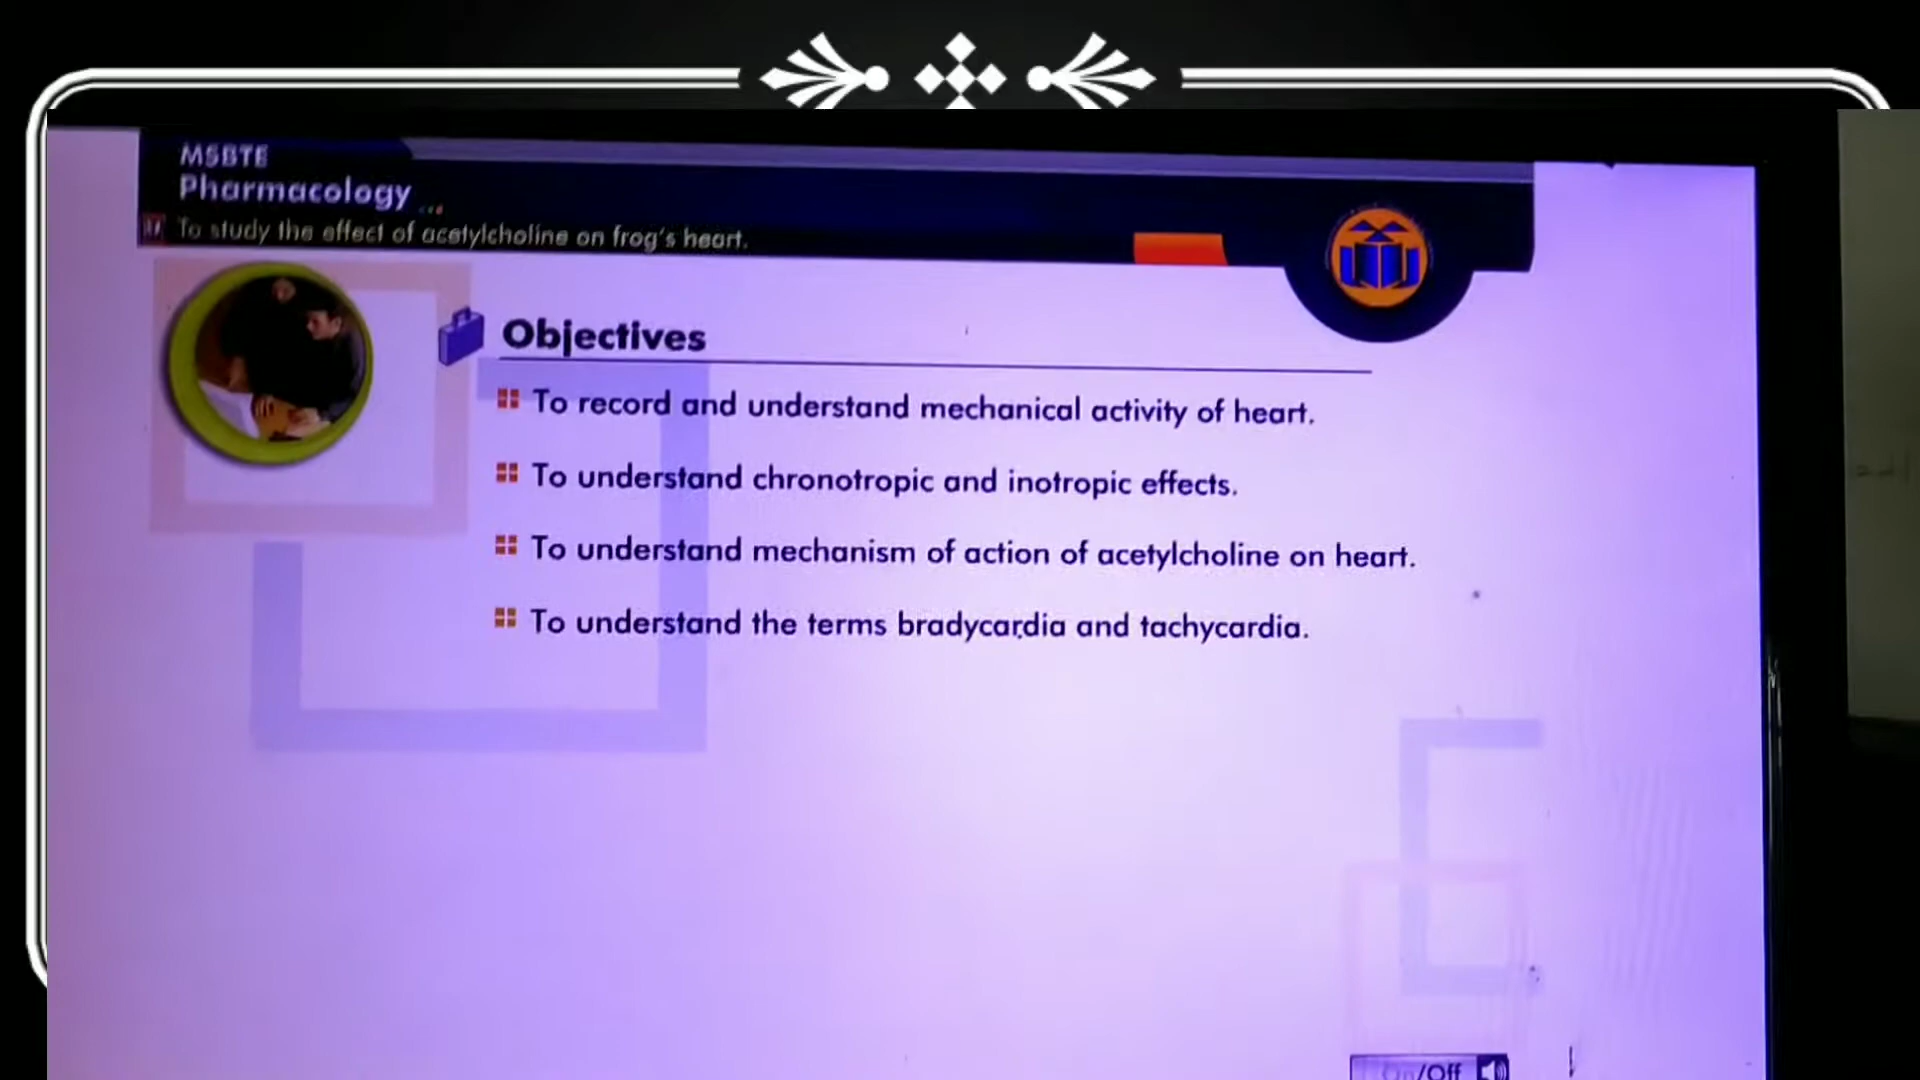 MSBTE
Pharmacology ...
To study the effect of acetylcholine on frog's heart.
Objectives
To record and understand mechanical activity of heart.
To understand chronotropic and inotropic effects.
To understand mechanism of action of acetylcholine on heart.
To understand the terms bradycardia and tachycardia.
On/Off